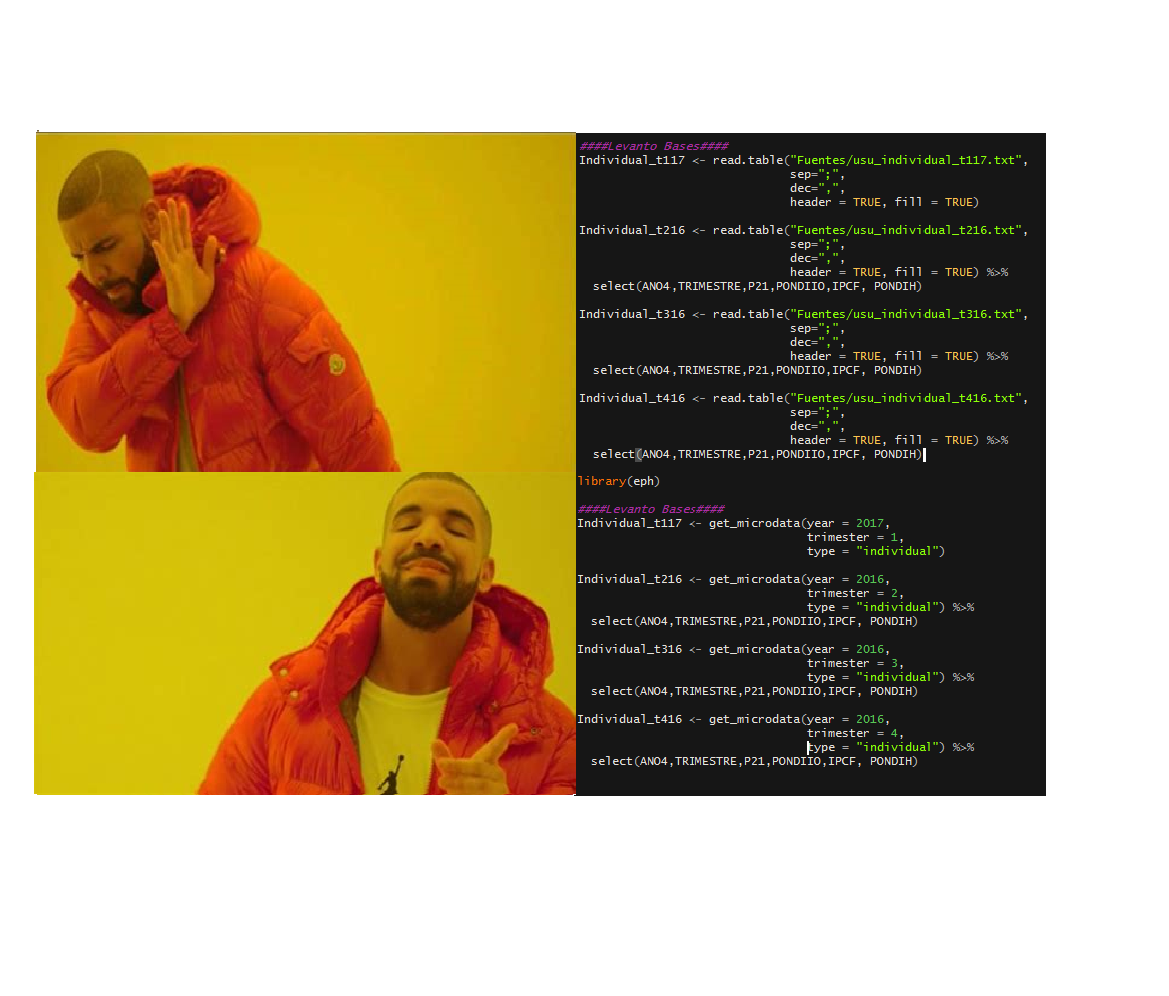 ####Levanto Bases####
Individual_t117 <- read.table("Fuentes/usu_individual_t117.txt",
sep=";",
dec=",",
header = TRUE, fill = TRUE)
Individual_t216 <- read.table("Fuentes/usu_individual_t216.txt",
sep=";",
dec=",",
header = TRUE, fill = TRUE) %>%
select(ANO4,TRIMESTRE,P21,PONDIIO,IPCF, PONDIH)
Individual_t316 <- read.table("Fuentes/usu_individual_t316.txt",
sep=";",
dec=",",
header = TRUE, fill = TRUE) %>%
select(ANO4,TRIMESTRE,P21,PONDIIO,IPCF, PONDIH)
Individual_t416 <- read.table("Fuentes/usu_individual_t416.txt",
sep=";",
dec=",",
header = TRUE, fill = TRUE) %>%
select(ANO4,TRIMESTRE,P21,PONDIIO,IPCF, PONDIH)
library(eph)
####Levanto Bases####
Individual_t117 <- get_microdata(year = 2017,
trimester = 1,
type = "individual")
Individual_t216 <- get_microdata(year = 2016,
trimester = 2,
type = "individual") %>%
select(ANO4,TRIMESTRE,P21,PONDIIO,IPCF, PONDIH)
Individual_t316 <- get_microdata(year = 2016,
trimester = 3,
type = "individual") %>%
select(ANO4,TRIMESTRE,P21,PONDIIO,IPCF, PONDIH)
Individual_t416 <- get_microdata(year = 2016,
trimester = 4,
type = "individual") %>%
select(ANO4,TRIMESTRE,P21,PONDIIO,IPCF, PONDIH)